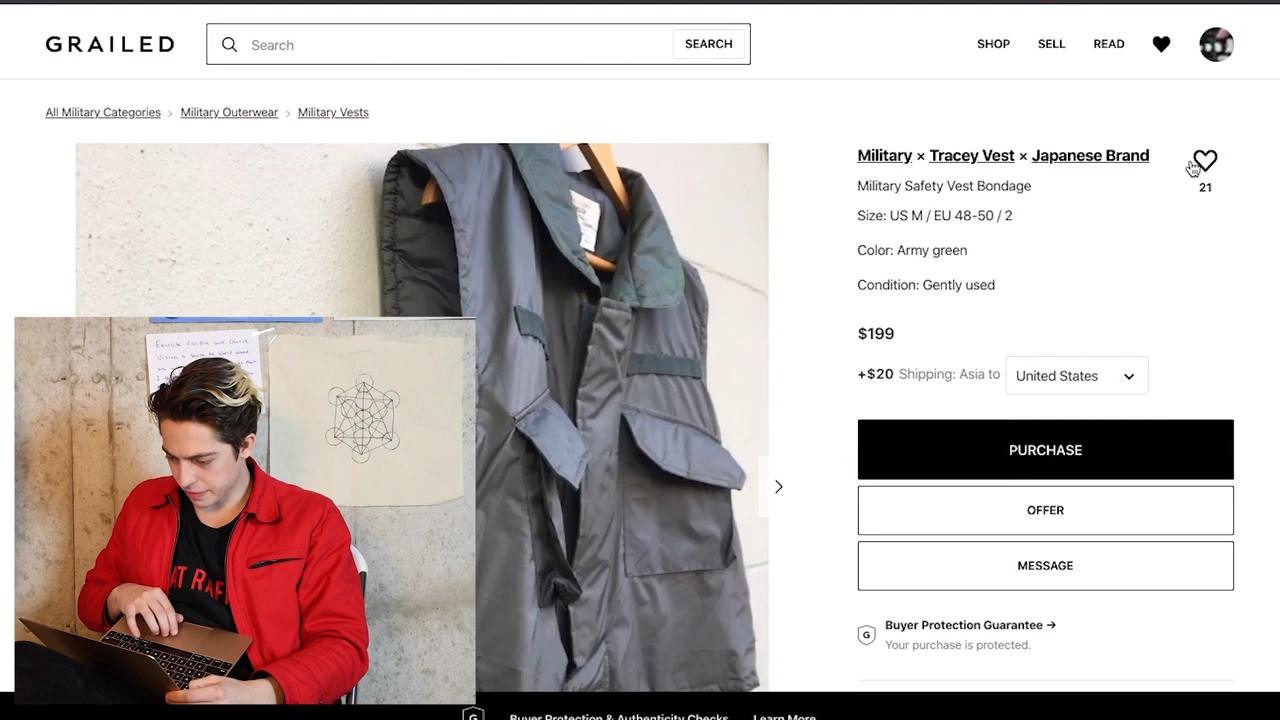 GRAILED
Search
SEARCH
SHOP
SELL
READ
All Military Categories > Military Outerwear > Military Vests
Military × Tracey Vest × Japanese Brand
21
Military Safety Vest Bondage
Size: US M / EU 48-50 / 2
Color: Army green
Condition: Gently used
$199
+$20 Shipping: Asia to United States
PURCHASE
OFFER
MESSAGE
G
Buyer Protection Guarantee →
Your purchase is protected.
AT RAF
G
Buyer Protection & Authenticity Checks
Learn More